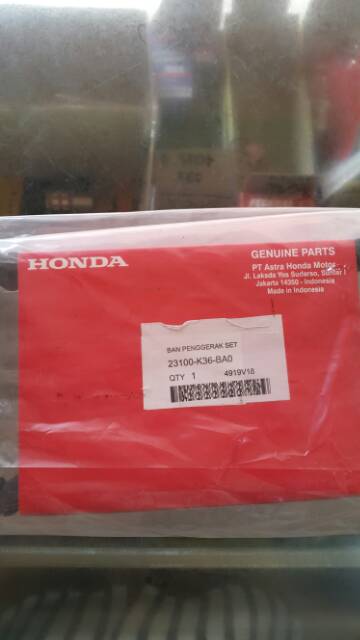 HONDA
GENUINE PARTS
PT Astra Honda Motor
Jl. Laksda Yos Sudarso, Sunter I
Jakarta 14350 - Indonesia
Made in Indonesia
BAN PENGGERAK SET
23100-K36-BA0
QTY 1 4919V18